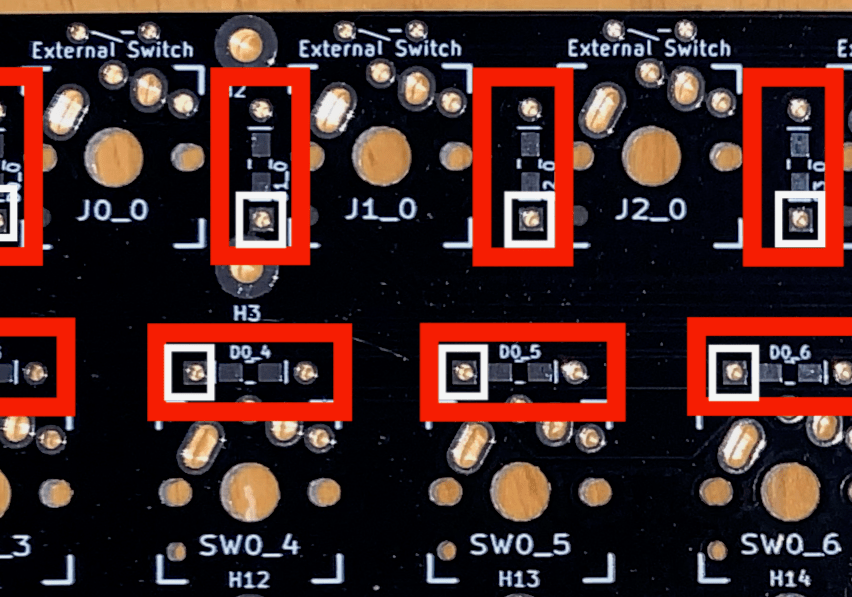 External Switch
External Switch
External Switch
J0_0
J1_0
J2_0
H3
D0_4
D0_5
D0_6
SW0_4
SW0_5
SW0_6
H12
H13
H14